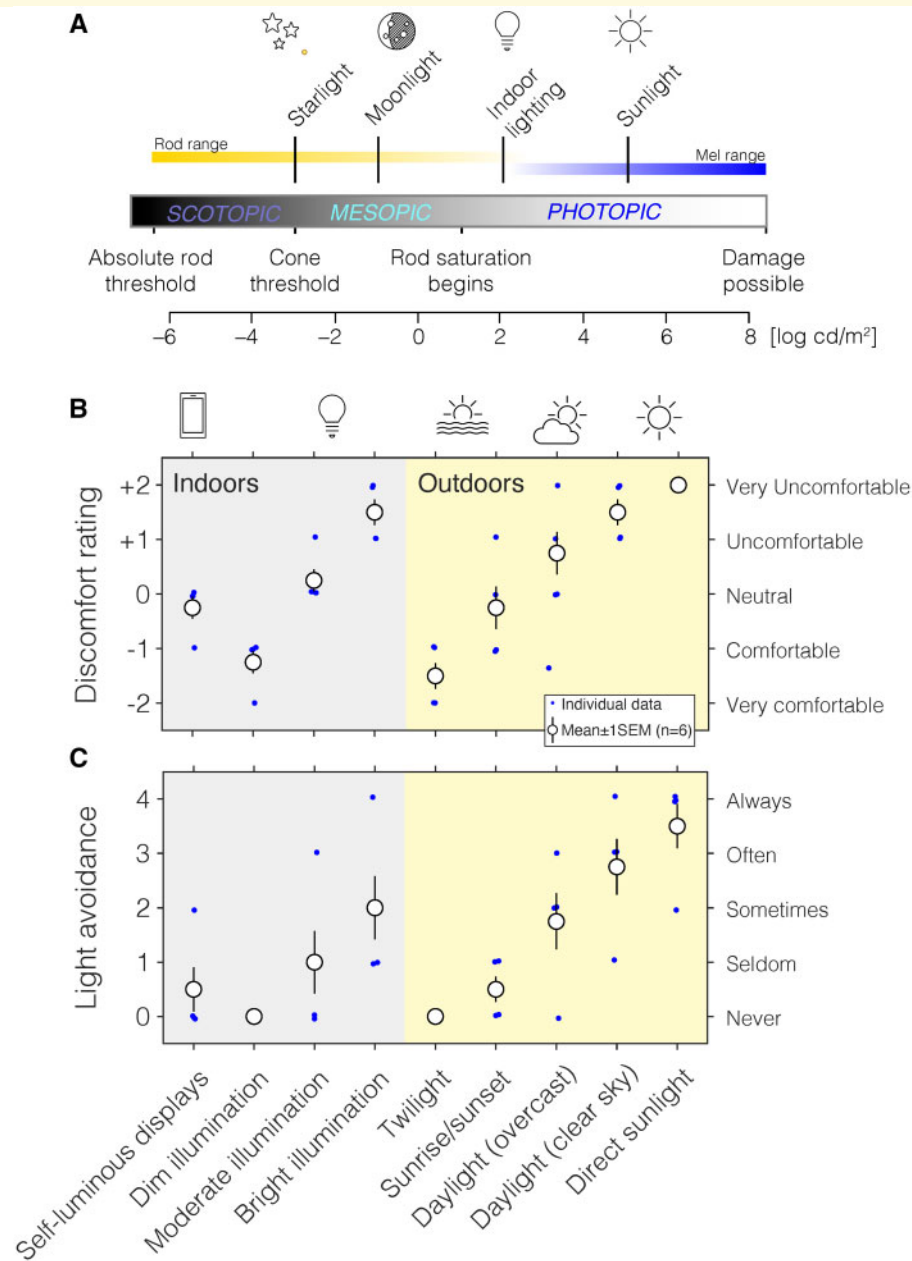 A
Starlight
Moonlight
Indoor
lighting
Sunlight
Rod range
Mel range
SCOTOPIC
MESOPIC
PHOTOPIC
Absolute rod
threshold
Cone
threshold
Rod saturation
begins
Damage
possible
−6 −4 −2 0 2 4 6 8 [log cd/m²]
B
Indoors
Outdoors
Discomfort rating
+2
+1
0
-1
-2
Very Uncomfortable
Uncomfortable
Neutral
Comfortable
Very comfortable
Individual data
Mean±1SEM (n=6)
C
Light avoidance
4
3
2
1
0
Always
Often
Sometimes
Seldom
Never
Self-luminous displays
Dim illumination
Moderate illumination
Bright illumination
Twilight
Sunrise/sunset
Daylight (overcast)
Daylight (clear sky)
Direct sunlight